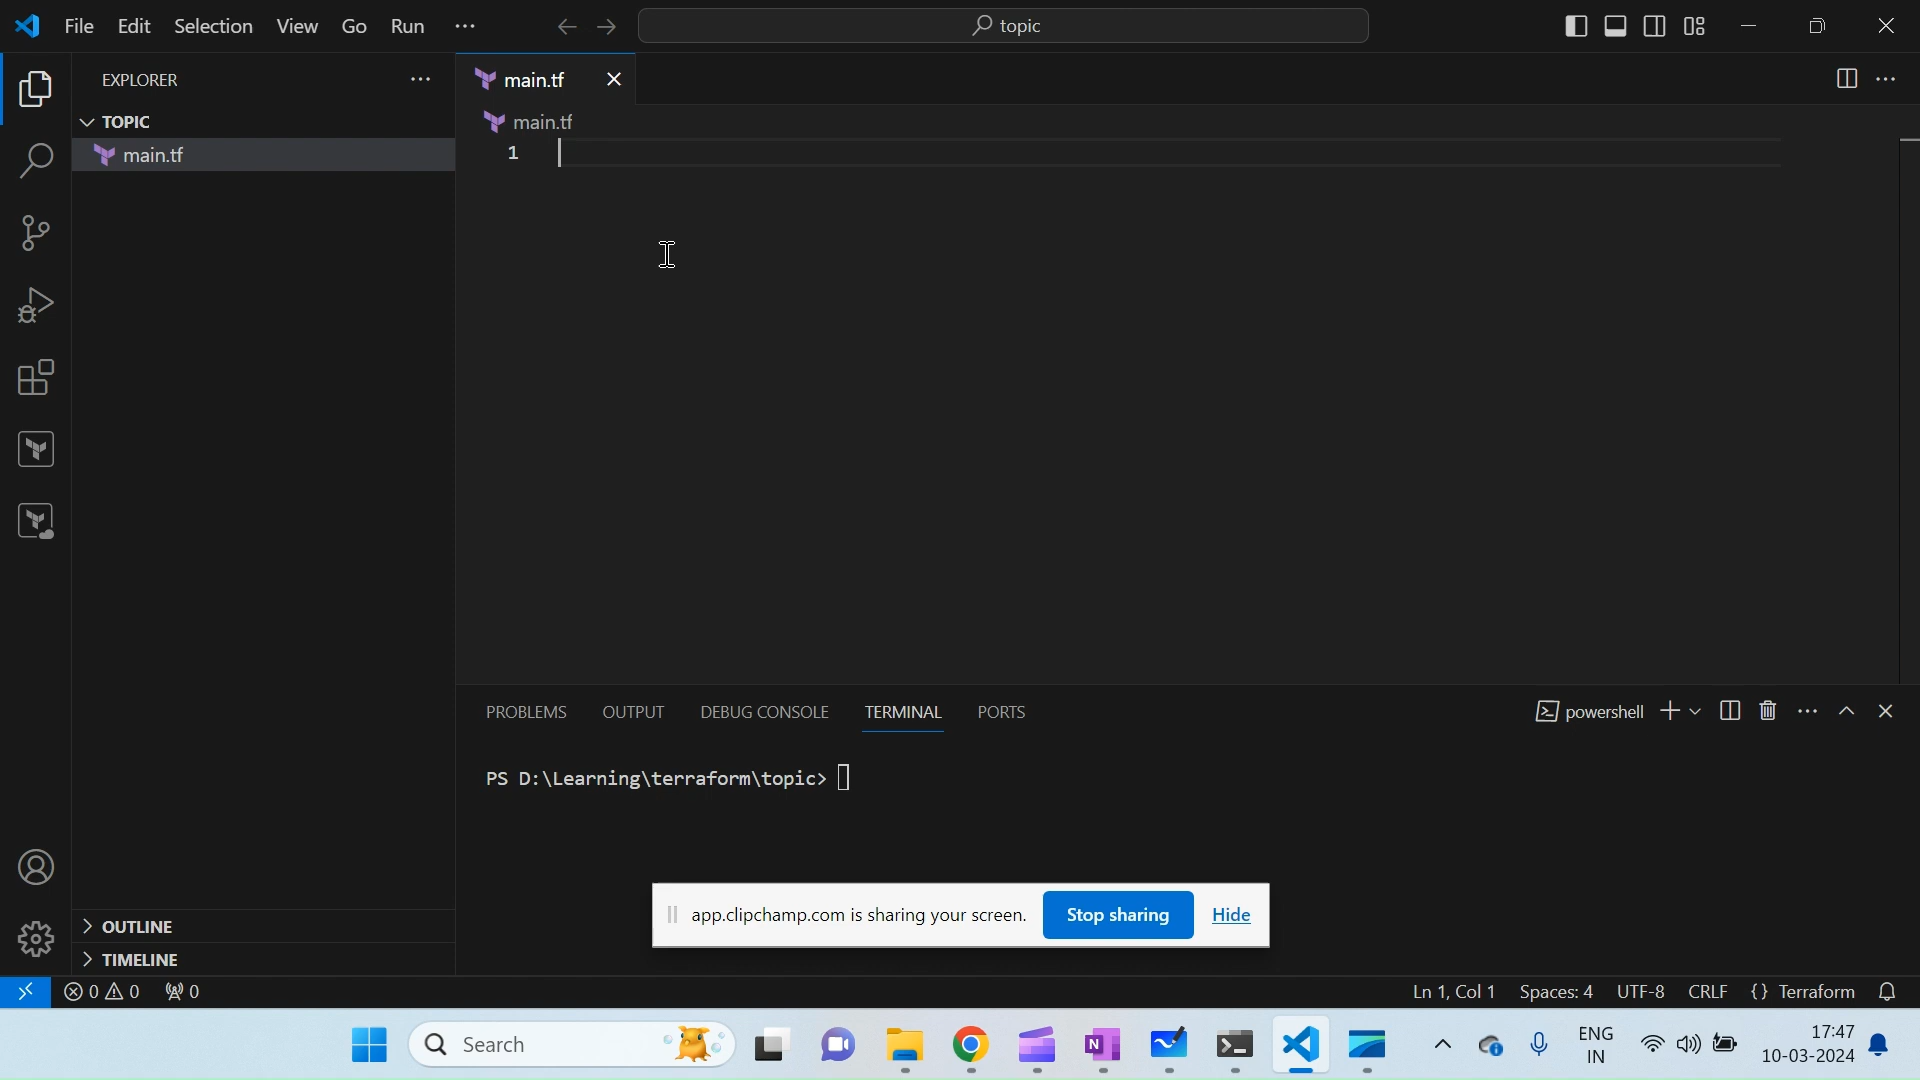 File Edit Selection View Go Run
topic
EXPLORER
main.tf
TOPIC
main.tf
main.tf
1
PROBLEMS OUTPUT DEBUG CONSOLE TERMINAL PORTS
powershell
PS D:\Learning\terraform\topic>
app.clipchamp.com is sharing your screen. Stop sharing Hide
OUTLINE
TIMELINE
0 0 0
Ln 1, Col 1 Spaces: 4 UTF-8 CRLF {} Terraform
Search
N
ENG
IN
17:47
10-03-2024